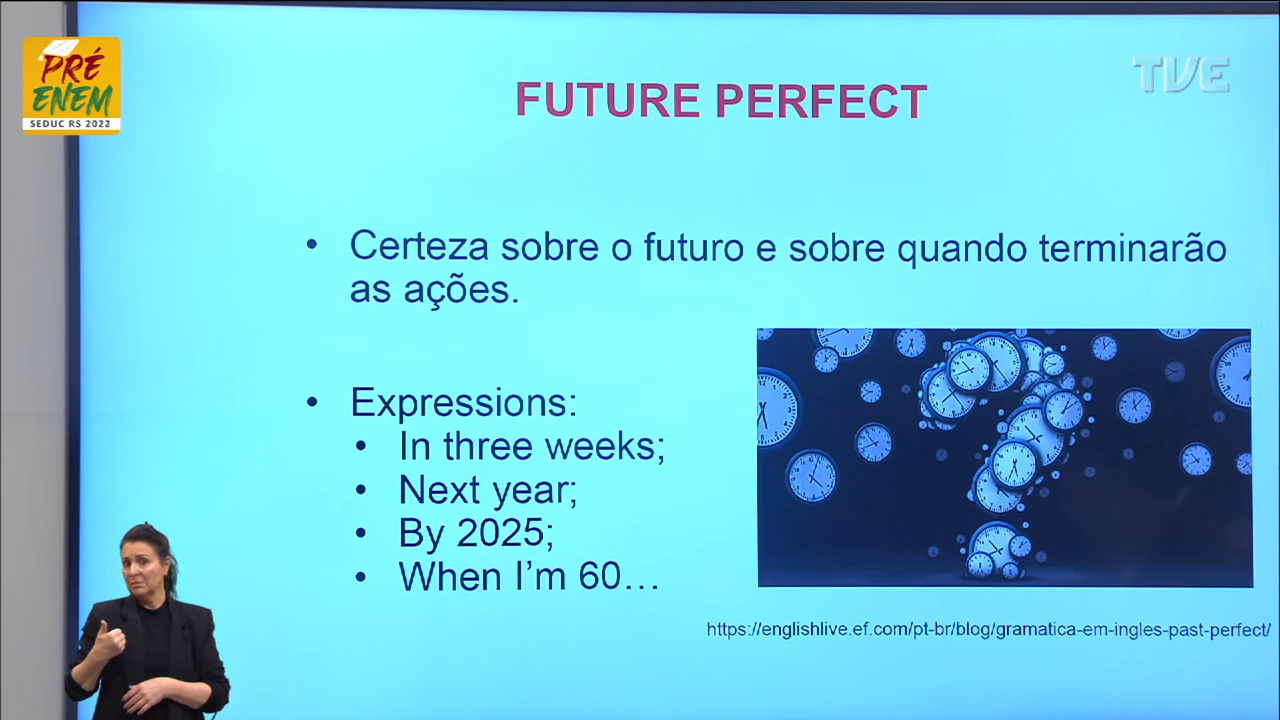 PRÉ
ENEM
SEDUC RS 2022
TVE
FUTURE PERFECT
• Certeza sobre o futuro e sobre quando terminarão
as ações.
• Expressions:
• In three weeks;
• Next year;
• By 2025;
• When I’m 60…
https://englishlive.ef.com/pt-br/blog/gramatica-em-ingles-past-perfect/